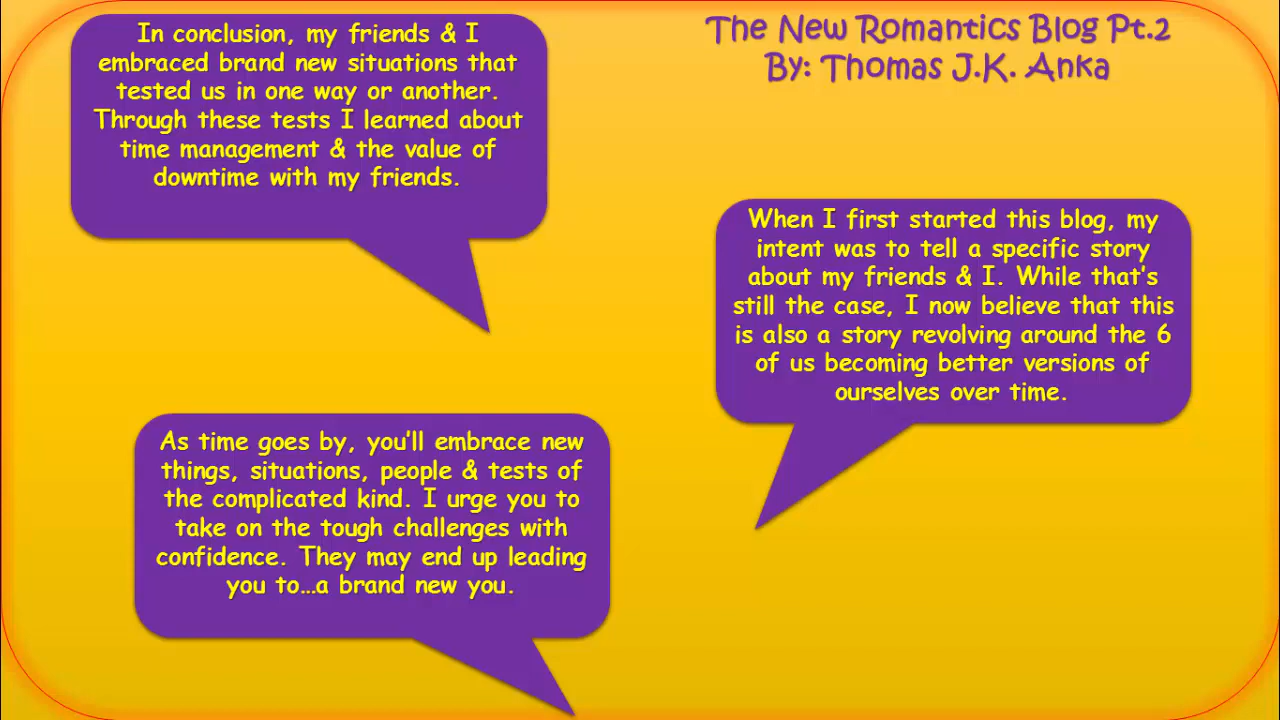 The New Romantics Blog Pt.2
By: Thomas J.K. Anka
In conclusion, my friends & I
embraced brand new situations that
tested us in one way or another.
Through these tests I learned about
time management & the value of
downtime with my friends.
When I first started this blog, my
intent was to tell a specific story
about my friends & I. While that's
still the case, I now believe that this
is also a story revolving around the 6
of us becoming better versions of
ourselves over time.
As time goes by, you'll embrace new
things, situations, people & tests of
the complicated kind. I urge you to
take on the tough challenges with
confidence. They may end up leading
you to…a brand new you.